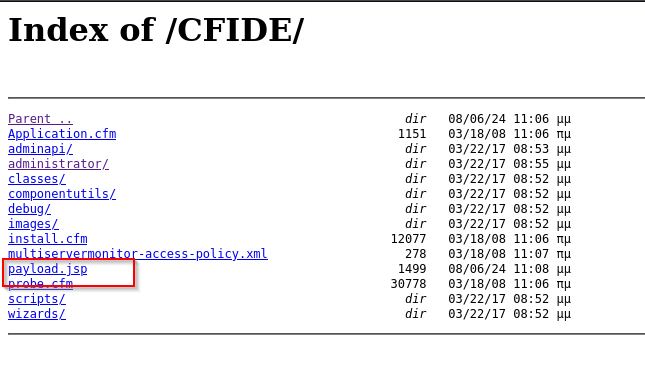 Index of /CFIDE/
Parent .. dir 08/06/24 11:06 μμ
Application.cfm 1151 03/18/08 11:06 πμ
adminapi/ dir 03/22/17 08:53 μμ
administrator/ dir 03/22/17 08:55 μμ
classes/ dir 03/22/17 08:52 μμ
componentutils/ dir 03/22/17 08:52 μμ
debug/ dir 03/22/17 08:52 μμ
images/ dir 03/22/17 08:52 μμ
install.cfm 12077 03/18/08 11:06 πμ
multiservermonitor-access-policy.xml 278 03/18/08 11:07 πμ
payload.jsp 1499 08/06/24 11:08 μμ
probe.cfm 30778 03/18/08 11:06 πμ
scripts/ dir 03/22/17 08:52 μμ
wizards/ dir 03/22/17 08:52 μμ